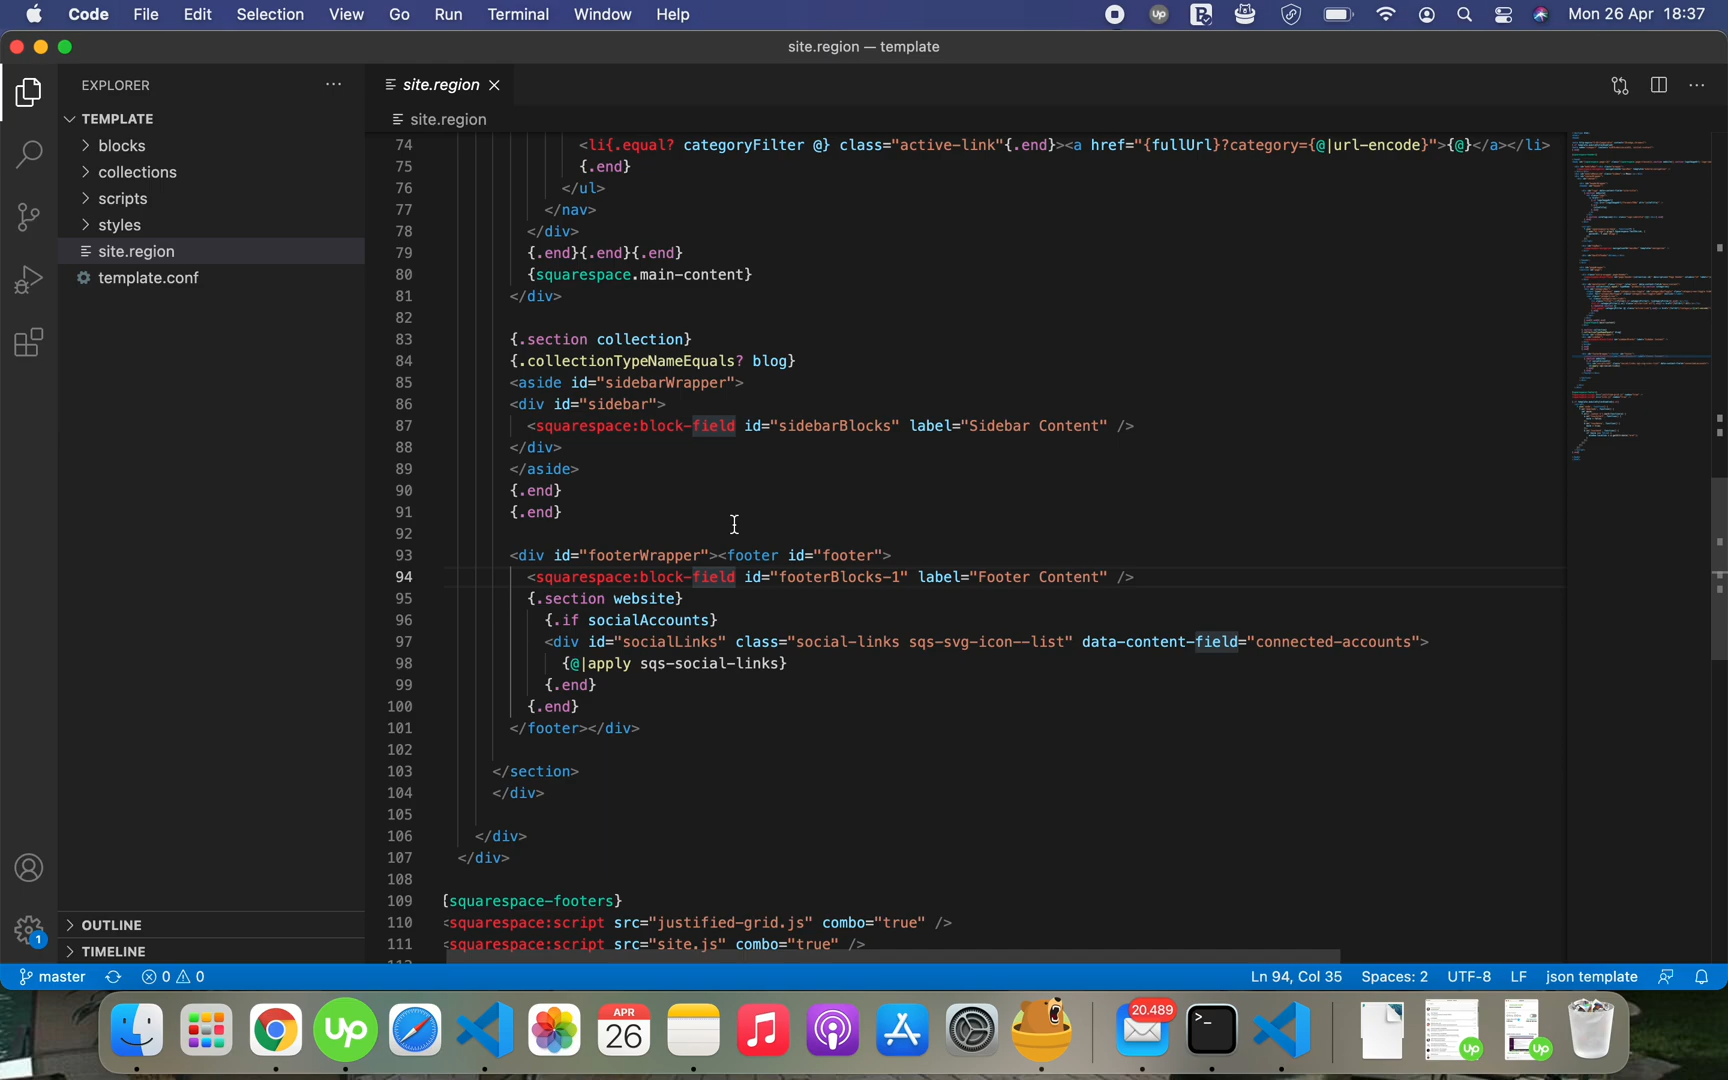 Code File Edit Selection View Go Run Terminal Window Help
Mon 26 Apr 18:37
site.region — template
EXPLORER
site.region
TEMPLATE
site.region
blocks
collections
scripts
styles
site.region
template.conf
74 <li{.equal? categoryFilter @} class="active-link"{.end}><a href="{fullUrl}?category={@|url-encode}">{@}</a></li>
75 {.end}
76 </ul>
77 </nav>
78 </div>
79 {.end}{.end}{.end}
80 {squarespace.main-content}
81 </div>
82
83 {.section collection}
84 {.collectionTypeNameEquals? blog}
85 <aside id="sidebarWrapper">
86 <div id="sidebar">
87 <squarespace:block-field id="sidebarBlocks" label="Sidebar Content" />
88 </div>
89 </aside>
90 {.end}
91 {.end}
92
93 <div id="footerWrapper"><footer id="footer">
94 <squarespace:block-field id="footerBlocks-1" label="Footer Content" />
95 {.section website}
96 {.if socialAccounts}
97 <div id="socialLinks" class="social-links sqs-svg-icon--list" data-content-field="connected-accounts">
98 {@|apply sqs-social-links}
99 {.end}
100 {.end}
101 </footer></div>
102
103 </section>
104 </div>
105
106 </div>
107 </div>
108
109 {squarespace-footers}
110 <squarespace:script src="justified-grid.js" combo="true" />
111 <squarespace:script src="site.js" combo="true" />
OUTLINE
TIMELINE
1
master
0 0
Ln 94, Col 35 Spaces: 2 UTF-8 LF json template
up
APR
26
20.489
>_
up
up